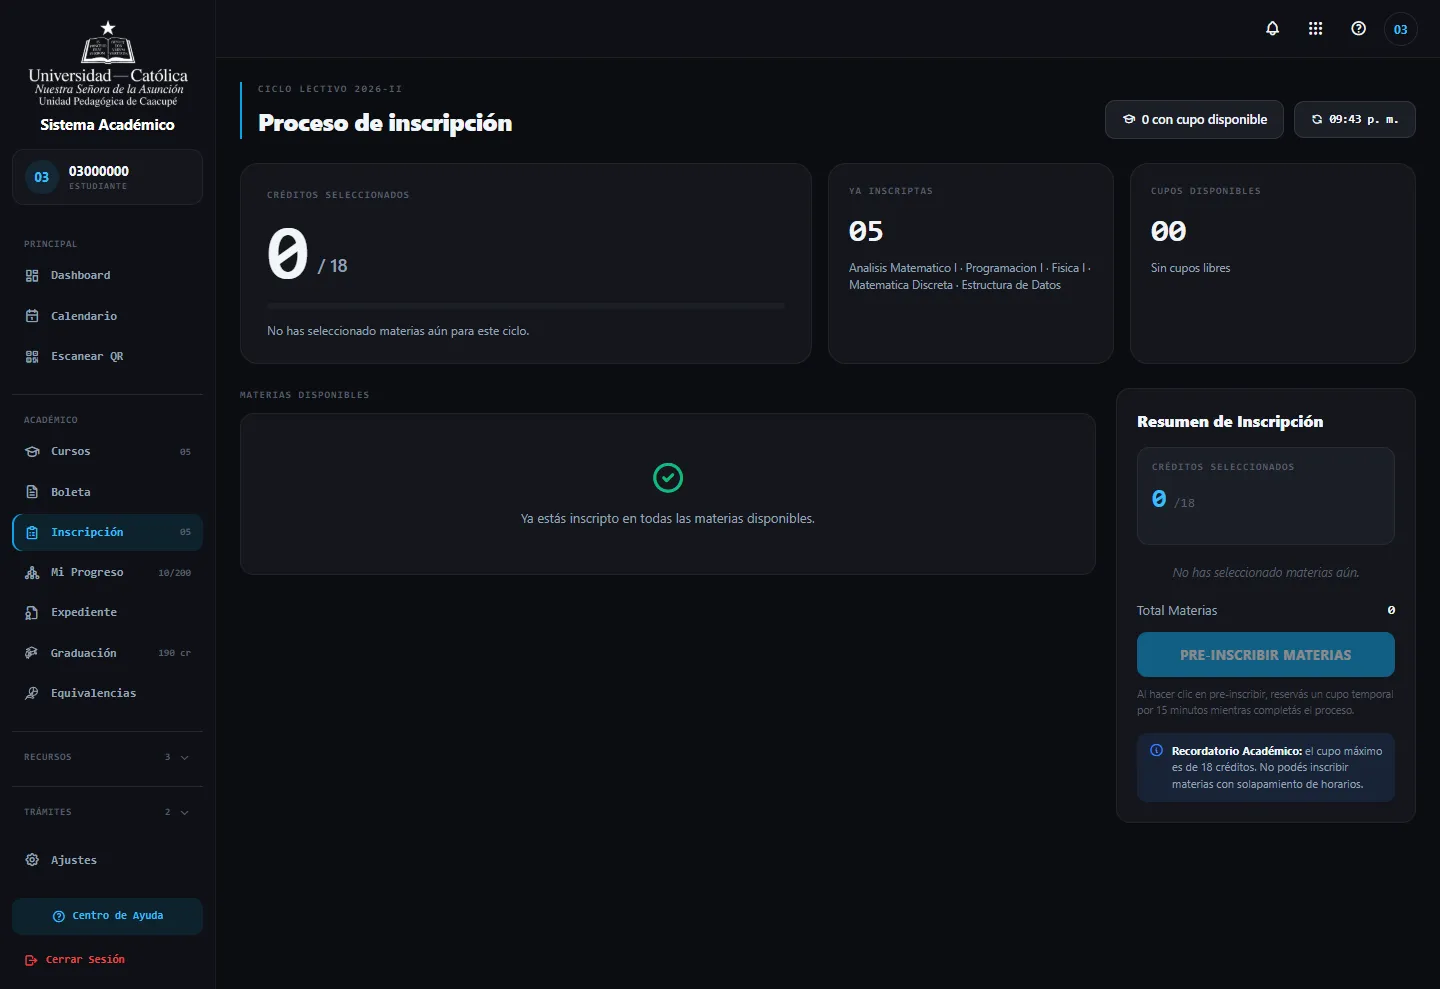 Universidad — Católica
Nuestra Señora de la Asunción
Unidad Pedagógica de Caacupé
Sistema Académico
03
03000000
ESTUDIANTE
PRINCIPAL
Dashboard
Calendario
Escanear QR
ACADÉMICO
Cursos 05
Boleta
Inscripción 05
Mi Progreso 10/200
Expediente
Graduación 190 cr
Equivalencias
RECURSOS 3
TRÁMITES 2
Ajustes
Centro de Ayuda
Cerrar Sesión
03
CICLO LECTIVO 2026-II
Proceso de inscripción
0 con cupo disponible
09:43 p. m.
CRÉDITOS SELECCIONADOS
0 / 18
No has seleccionado materias aún para este ciclo.
YA INSCRIPTAS
05
Analisis Matematico I · Programacion I · Fisica I ·
Matematica Discreta · Estructura de Datos
CUPOS DISPONIBLES
00
Sin cupos libres
MATERIAS DISPONIBLES
Ya estás inscripto en todas las materias disponibles.
Resumen de Inscripción
CRÉDITOS SELECCIONADOS
0 /18
No has seleccionado materias aún.
Total Materias 0
PRE-INSCRIBIR MATERIAS
Al hacer clic en pre-inscribir, reservás un cupo temporal
por 15 minutos mientras completás el proceso.
Recordatorio Académico: el cupo máximo
es de 18 créditos. No podés inscribir
materias con solapamiento de horarios.